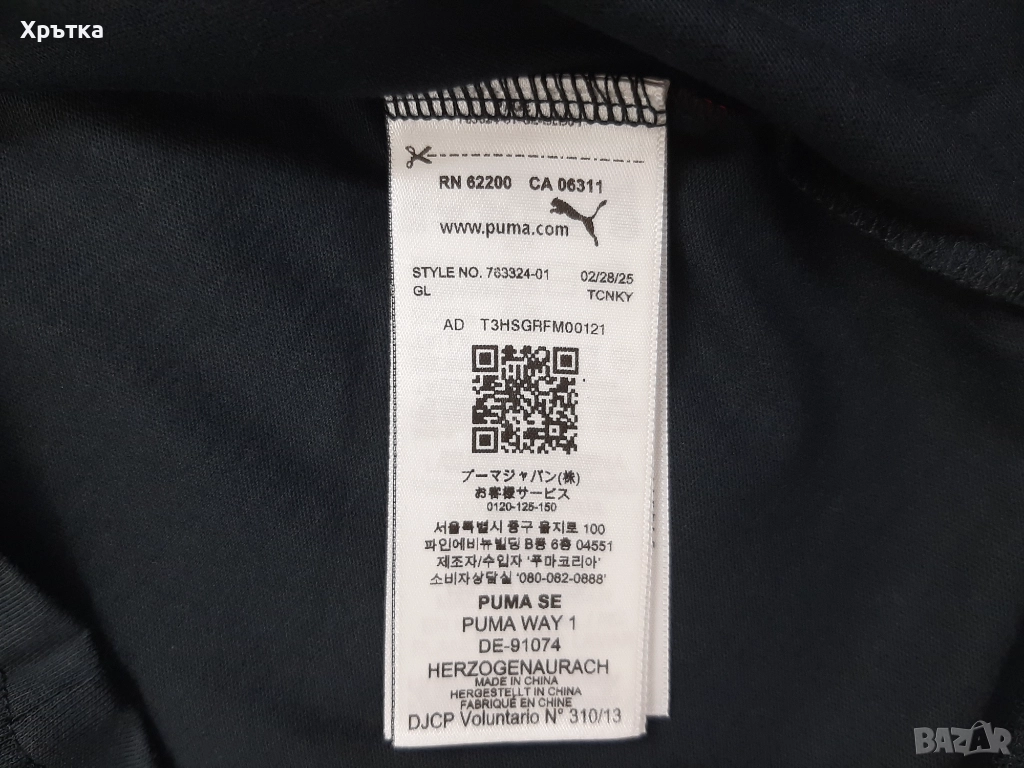 Хрътка
RN 62200 CA 06311
www.puma.com
STYLE NO. 763324-01 02/28/25
GL TCNKY
AD T3HSGRFM00121
プーマジャパン(株)
お客様サービス
0120-125-150
서울특별시 중구 을지로 100
파인에비뉴빌딩 B동 6층 04551
제조자/수입자 '푸마코리아'
소비자상담실 '080-082-0888'
PUMA SE
PUMA WAY 1
DE-91074
HERZOGENAURACH
MADE IN CHINA
HERGESTELLT IN CHINA
FABRIQUÉ EN CHINE
DJCP Voluntario N° 310/13
BAZAR